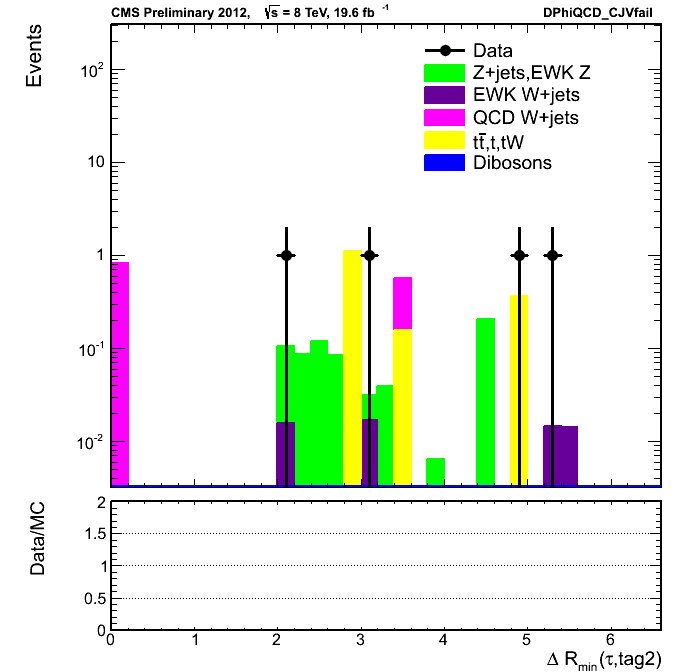 CMS Preliminary 2012, √s = 8 TeV, 19.6 fb⁻¹ DPhiQCD_CJVfail
Events
Data
Z+jets,EWK Z
EWK W+jets
QCD W+jets
tt̄,t,tW
Dibosons
10²
10
1
10⁻¹
10⁻²
Data/MC
2
1.5
1
0.5
0
0 1 2 3 4 5 6
Δ R_min(τ,tag2)